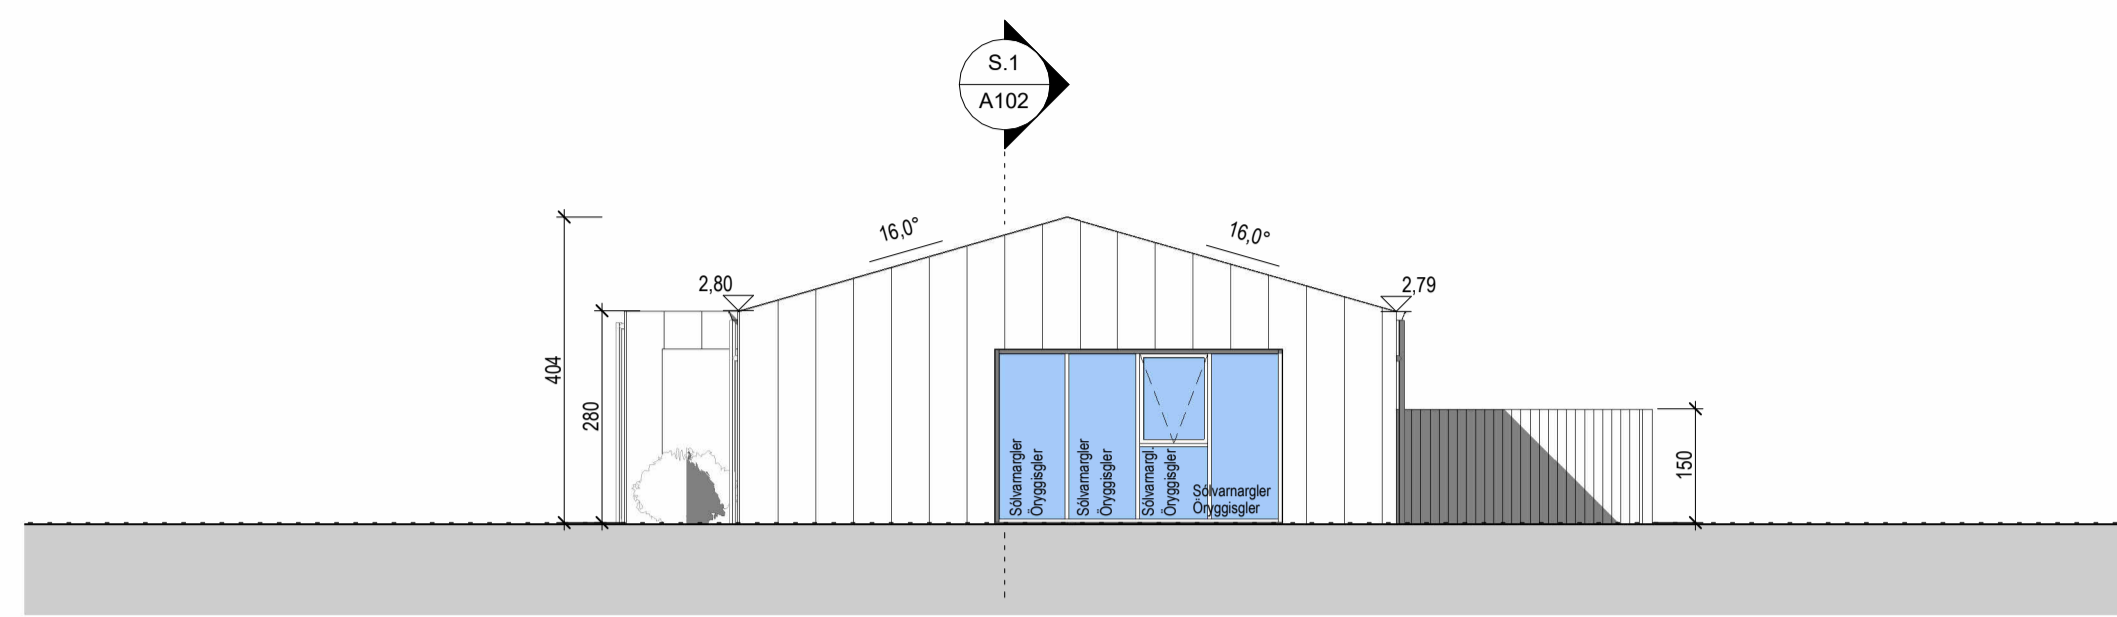 S.1
A102
16,0°
16,0°
2,80
2,79
404
280
150
Sólvarnargler
Öryggisgler
Sólvarnargler
Öryggisgler
Sólvarnargl.
Öryggisgler
Sólvarnargler
Öryggisgler